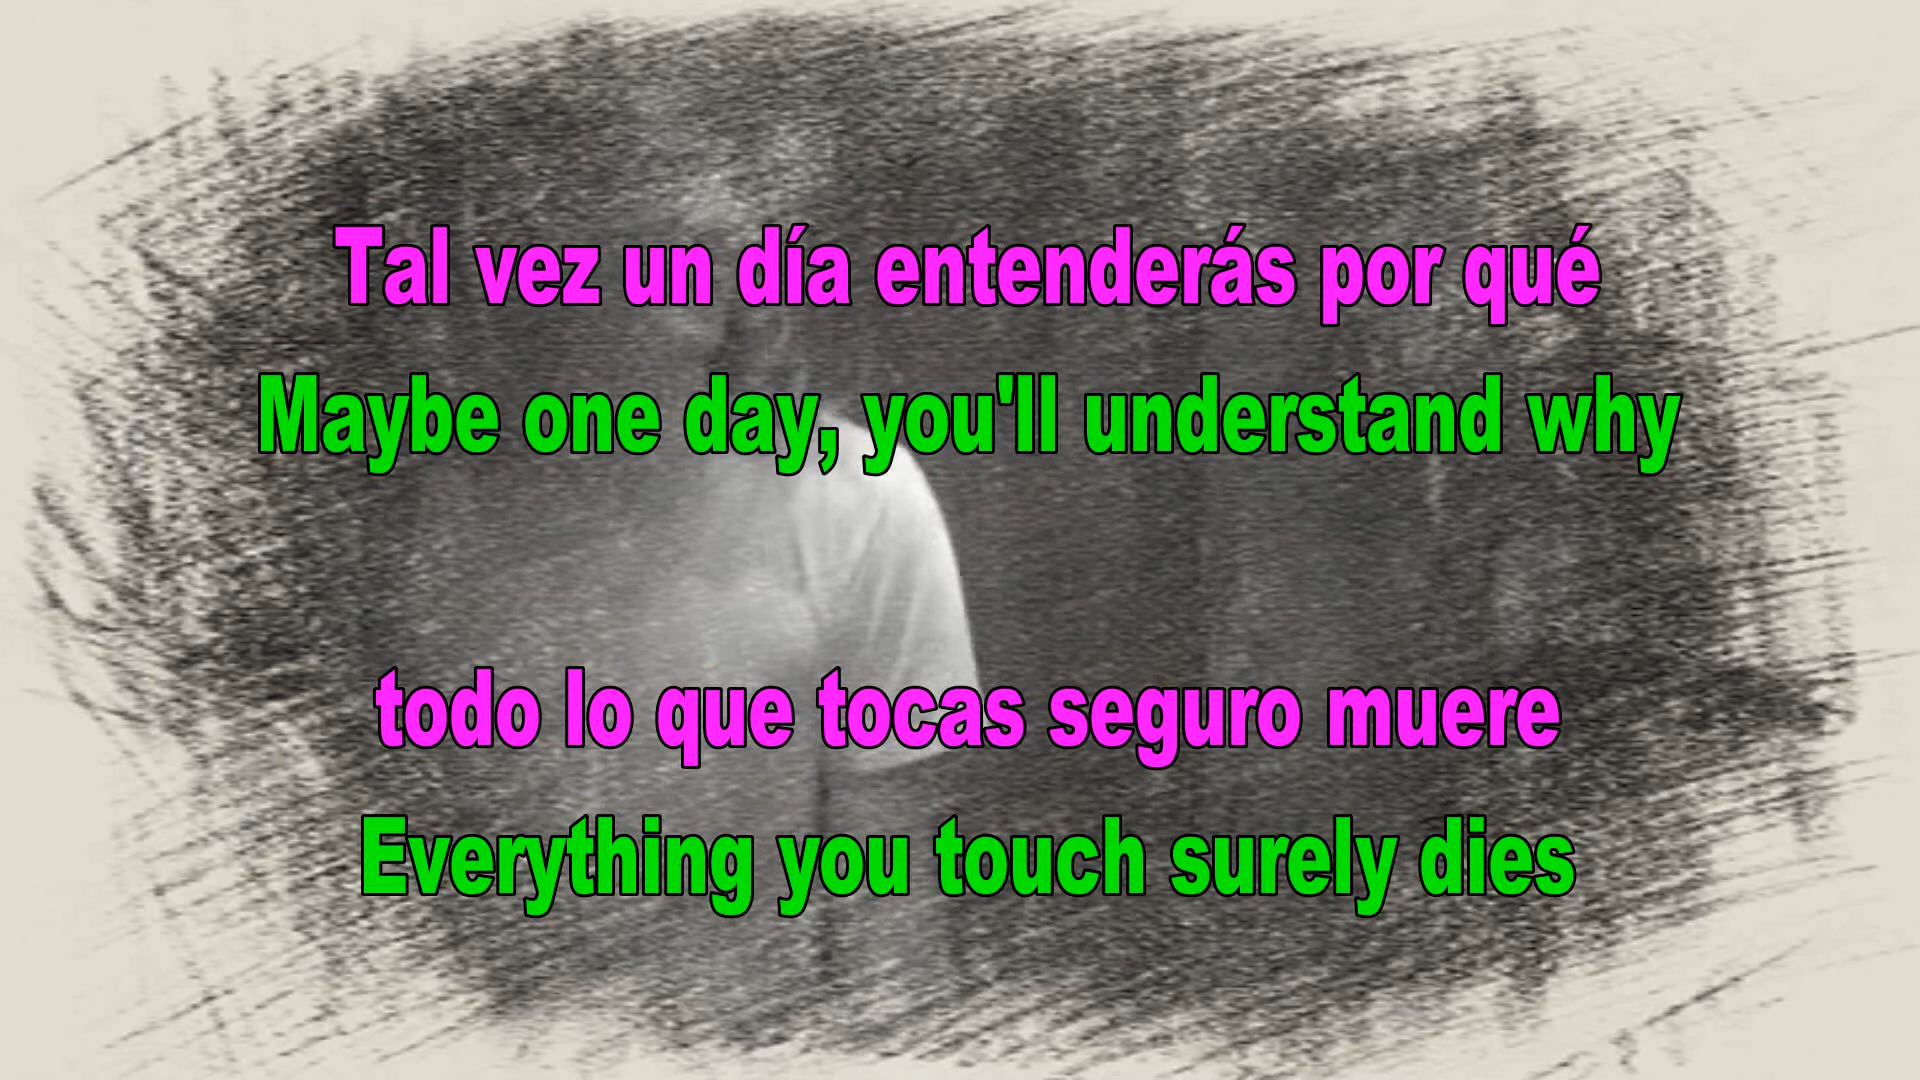 Tal vez un día entenderás por qué
Maybe one day, you'll understand why
todo lo que tocas seguro muere
Everything you touch surely dies